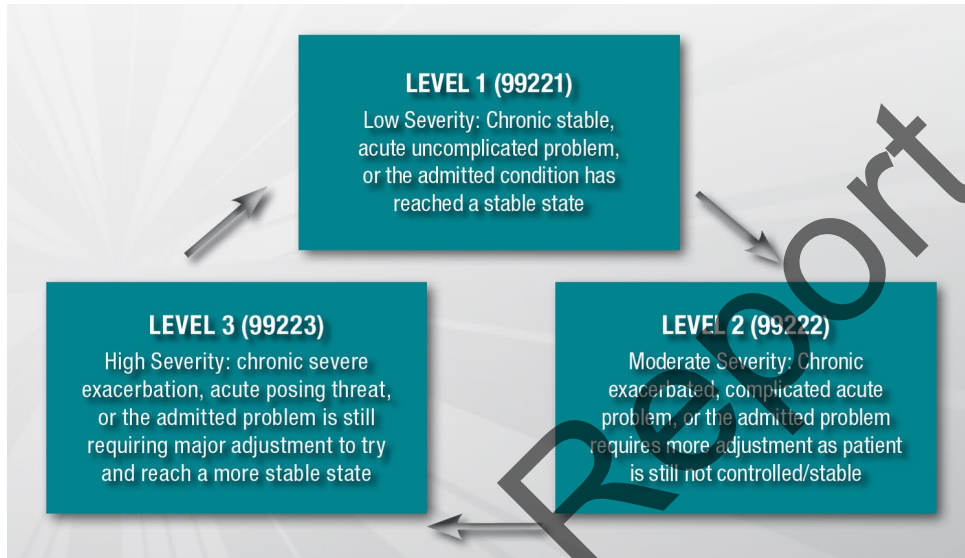 LEVEL 1 (99221)
Low Severity: Chronic stable,
acute uncomplicated problem,
or the admitted condition has
reached a stable state
LEVEL 3 (99223)
High Severity: chronic severe
exacerbation, acute posing threat,
or the admitted problem is still
requiring major adjustment to try
and reach a more stable state
LEVEL 2 (99222)
Moderate Severity: Chronic
exacerbated, complicated acute
problem, or the admitted problem
requires more adjustment as patient
is still not controlled/stable
Report